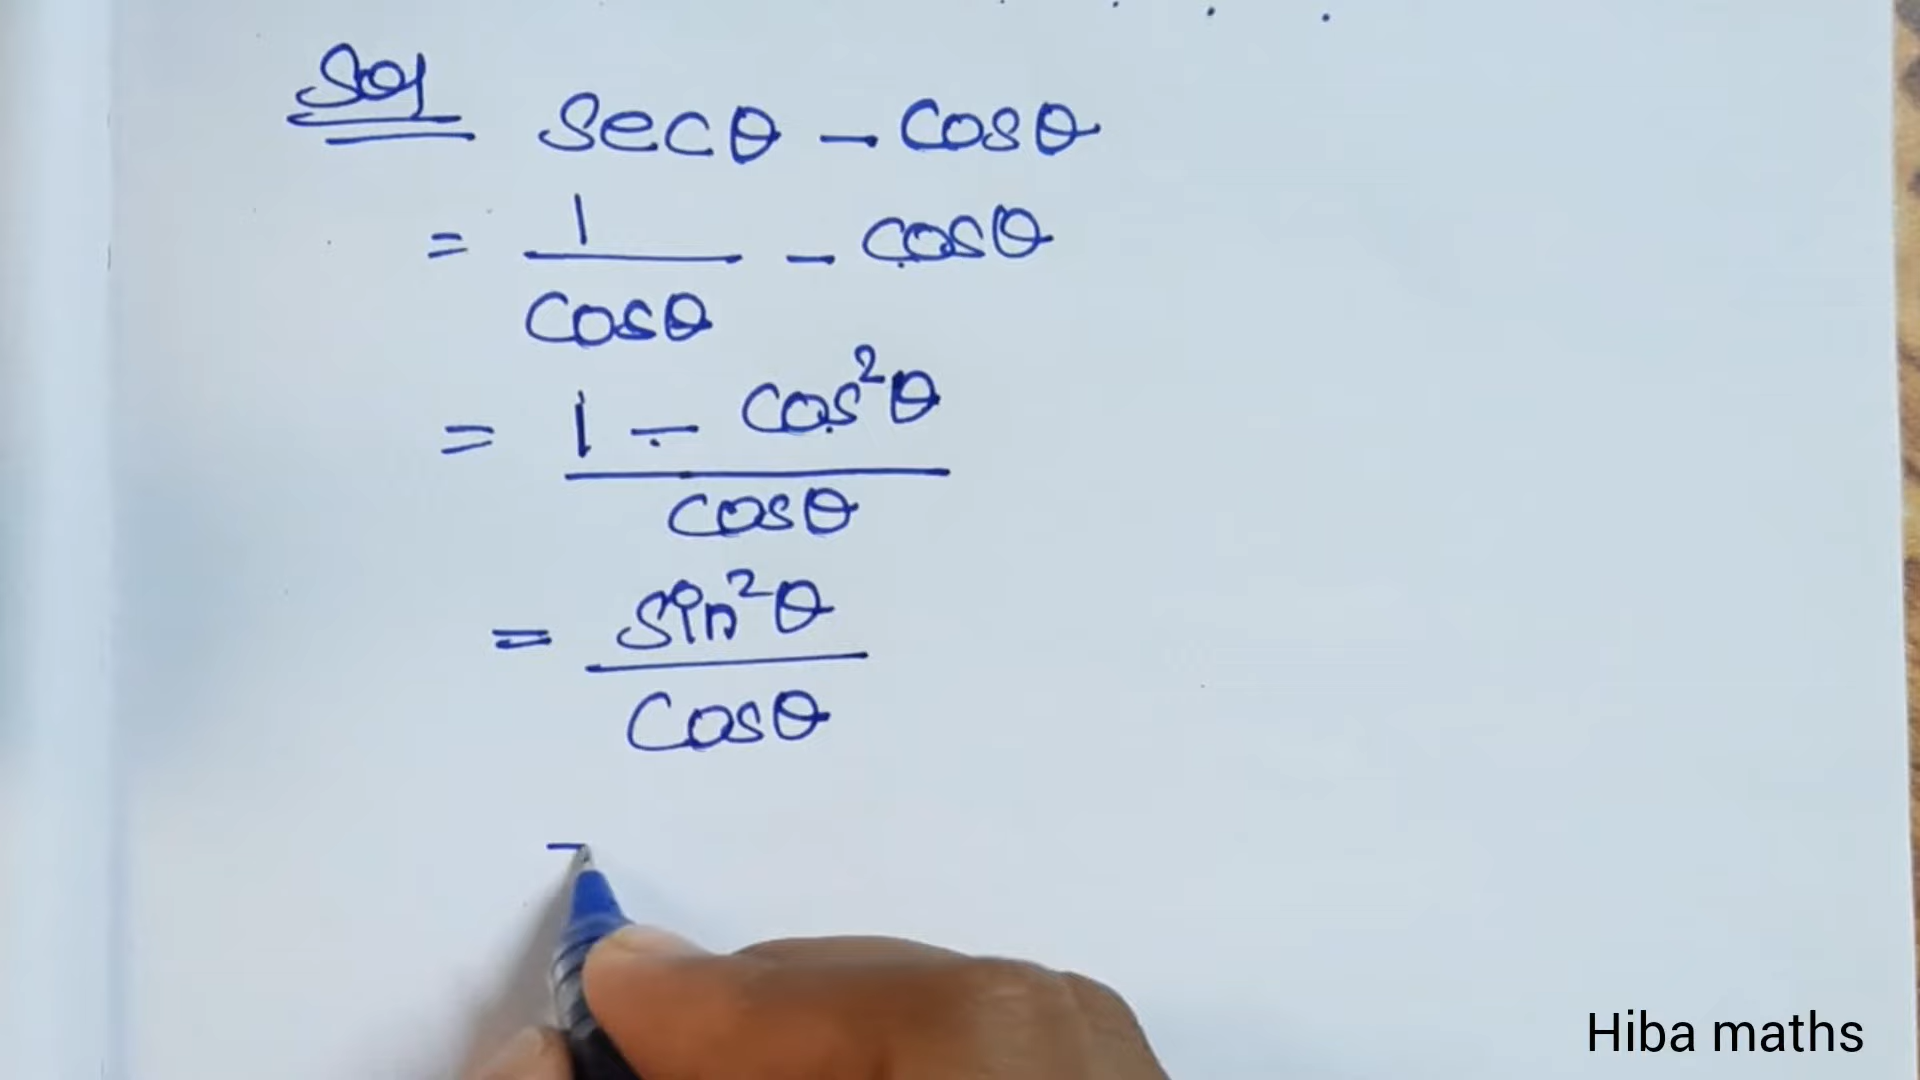 Sol secθ - cosθ
= 1/cosθ - cosθ
= 1 - cos²θ/cosθ
= sin²θ/cosθ
Hiba maths